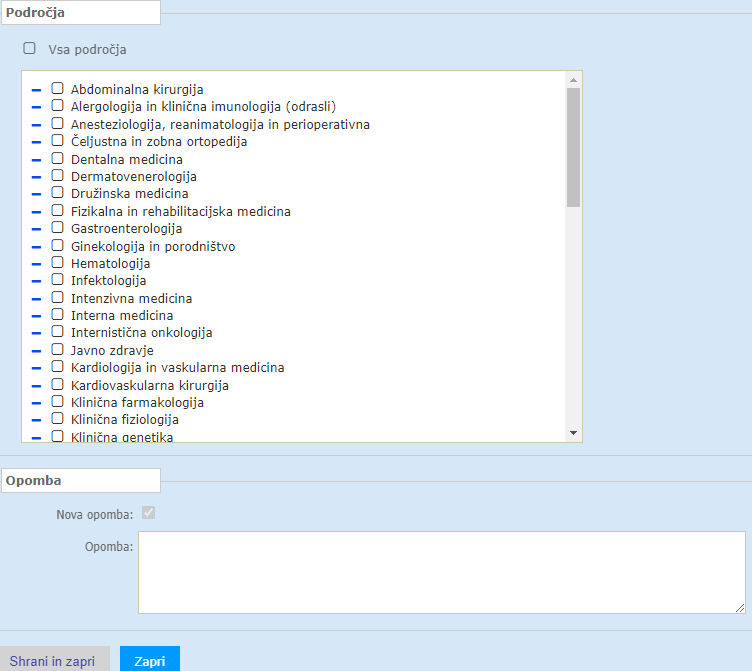 Področja
Vsa področja
Abdominalna kirurgija
Alergologija in klinična imunologija (odrasli)
Anesteziologija, reanimatologija in perioperativna
Čeljustna in zobna ortopedija
Dentalna medicina
Dermatovenerologija
Družinska medicina
Fizikalna in rehabilitacijska medicina
Gastroenterologija
Ginekologija in porodništvo
Hematologija
Infektologija
Intenzivna medicina
Interna medicina
Internistična onkologija
Javno zdravje
Kardiologija in vaskularna medicina
Kardiovaskularna kirurgija
Klinična farmakologija
Klinična fiziologija
Klinična genetika
Opomba
Nova opomba:
Opomba:
Shrani in zapri Zapri